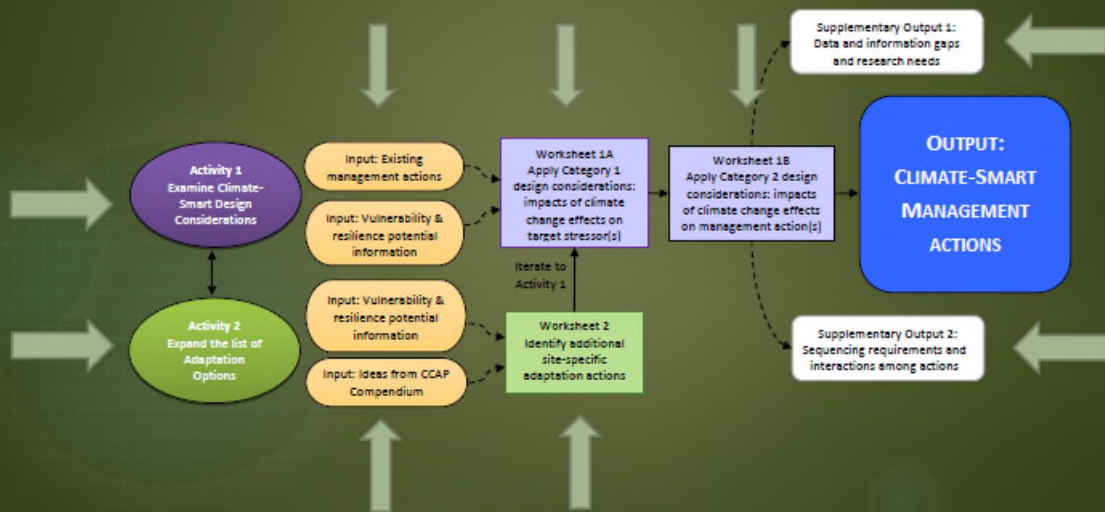 Activity 1
Examine Climate-
Smart Design
Considerations
Activity 2
Expand the list of
Adaptation
Options
Input: Existing
management actions
Input: Vulnerability &
resilience potential
information
Input: Vulnerability &
resilience potential
information
Input: Ideas from CCAP
Compendium
Worksheet 1A
Apply Category 1
design considerations:
impacts of climate
change effects on
target stressor(s)
Iterate to
Activity 1
Worksheet 2
Identify additional
site-specific
adaptation actions
Worksheet 1B
Apply Category 2 design
considerations: impacts
of climate change effects
on management action(s)
Supplementary Output 1:
Data and information gaps
and research needs
OUTPUT:
CLIMATE-SMART
MANAGEMENT
ACTIONS
Supplementary Output 2:
Sequencing requirements and
interactions among actions